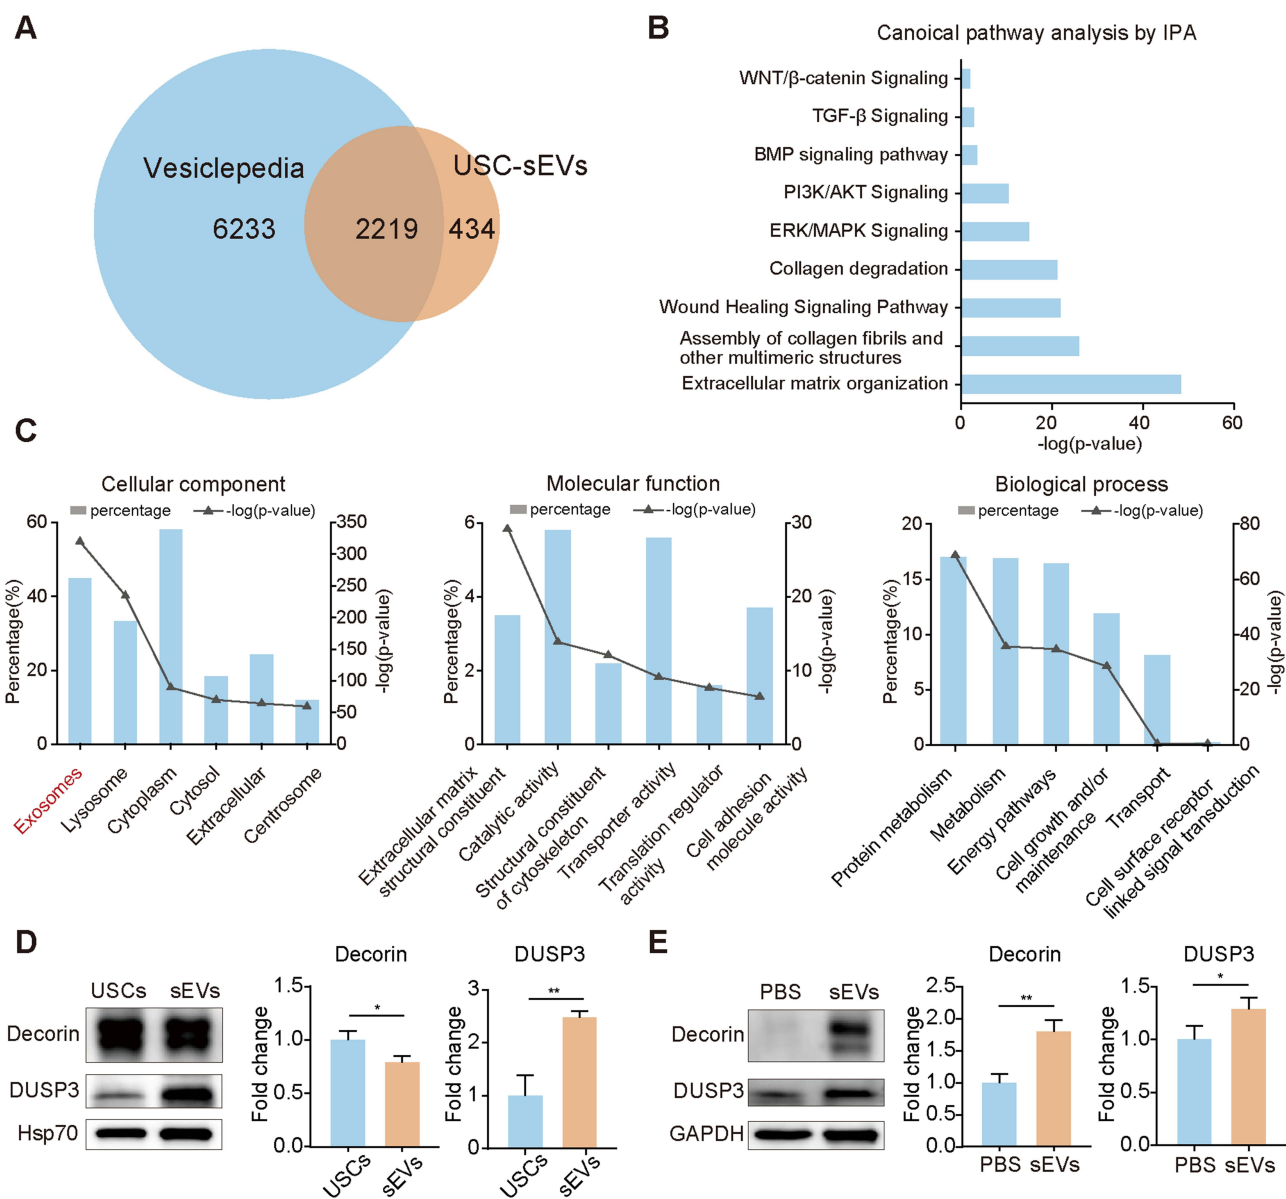 A
Vesiclepedia
USC-sEVs
6233
2219
434
B
Canoical pathway analysis by IPA
WNT/β-catenin Signaling
TGF-β Signaling
BMP signaling pathway
PI3K/AKT Signaling
ERK/MAPK Signaling
Collagen degradation
Wound Healing Signaling Pathway
Assembly of collagen fibrils and
other multimeric structures
Extracellular matrix organization
0 20 40 60
-log(p-value)
C
Cellular component
percentage -log(p-value)
Percentage(%)
60
40
20
0
350
300
250
200
150
100
50
0
-log(p-value)
Exosomes
Lysosome
Cytoplasm
Cytosol
Extracellular
Centrosome
Molecular function
percentage -log(p-value)
Percentage(%)
6
4
2
0
30
20
10
0
-log(p-value)
Extracellular matrix
structural constituent
Catalytic activity
Structural constituent
of cytoskeleton
Transporter activity
Translation regulator
activity
Cell adhesion
molecule activity
Biological process
percentage -log(p-value)
Percentage(%)
20
15
10
5
0
80
60
40
20
0
-log(p-value)
Protein metabolism
Metabolism
Energy pathways
Cell growth and/or
maintenance
Transport
Cell surface receptor
linked signal transduction
D
USCs sEVs
Decorin
DUSP3
Hsp70
Decorin
Fold change
1.5
1.0
0.5
0.0
*
USCs
sEVs
DUSP3
Fold change
3
2
1
0
**
USCs
sEVs
E
PBS sEVs
Decorin
DUSP3
GAPDH
Decorin
Fold change
2.5
2.0
1.5
1.0
0.5
0.0
**
PBS sEVs
DUSP3
Fold change
1.5
1.0
0.5
0.0
*
PBS sEVs